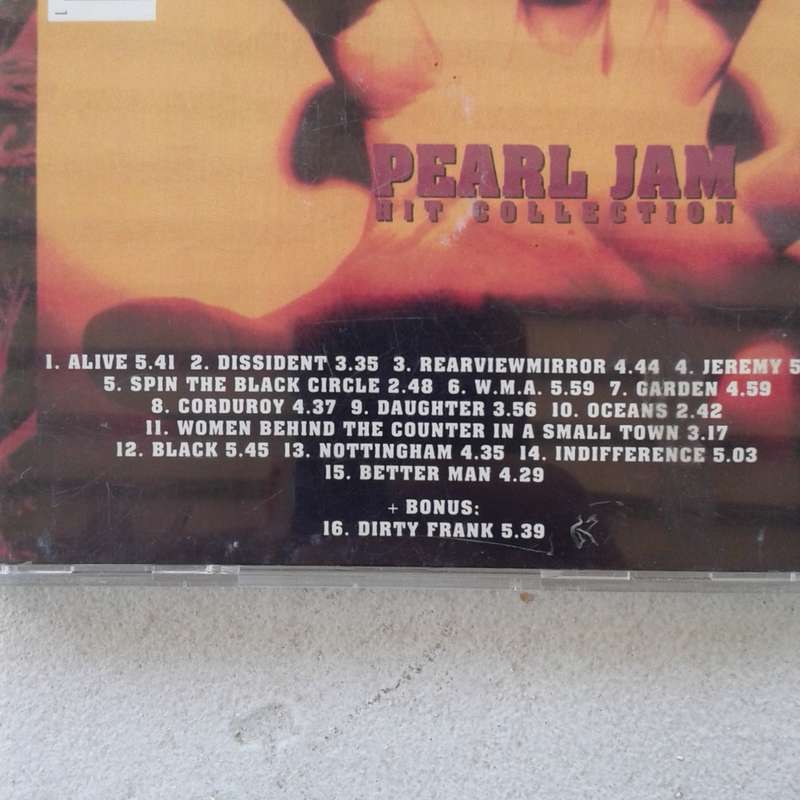 PEARL JAM
HIT COLLECTION
1. ALIVE 5.41 2. DISSIDENT 3.35 3. REARVIEWMIRROR 4.44 4. JEREMY 5
5. SPIN THE BLACK CIRCLE 2.48 6. W.M.A. 5.59 7. GARDEN 4.59
8. CORDUROY 4.37 9. DAUGHTER 3.56 10. OCEANS 2.42
11. WOMEN BEHIND THE COUNTER IN A SMALL TOWN 3.17
12. BLACK 5.45 13. NOTTINGHAM 4.35 14. INDIFFERENCE 5.03
15. BETTER MAN 4.29
+ BONUS:
16. DIRTY FRANK 5.39